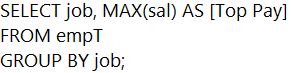 SELECT job, MAX(sal) AS [Top Pay]
FROM empT
GROUP BY job;